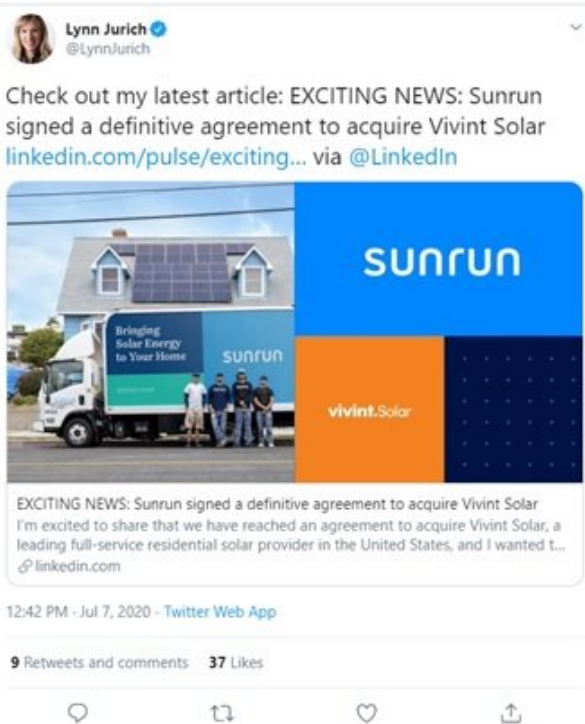 Lynn Jurich
@LynnJurich
Check out my latest article: EXCITING NEWS: Sunrun
signed a definitive agreement to acquire Vivint Solar
linkedin.com/pulse/exciting... via @LinkedIn
Bringing
Solar Energy
to Your Home
sunrun
sunrun
vivint.Solar
EXCITING NEWS: Sunrun signed a definitive agreement to acquire Vivint Solar
I'm excited to share that we have reached an agreement to acquire Vivint Solar, a
leading full-service residential solar provider in the United States, and I wanted t...
linkedin.com
12:42 PM · Jul 7, 2020 · Twitter Web App
9 Retweets and comments 37 Likes